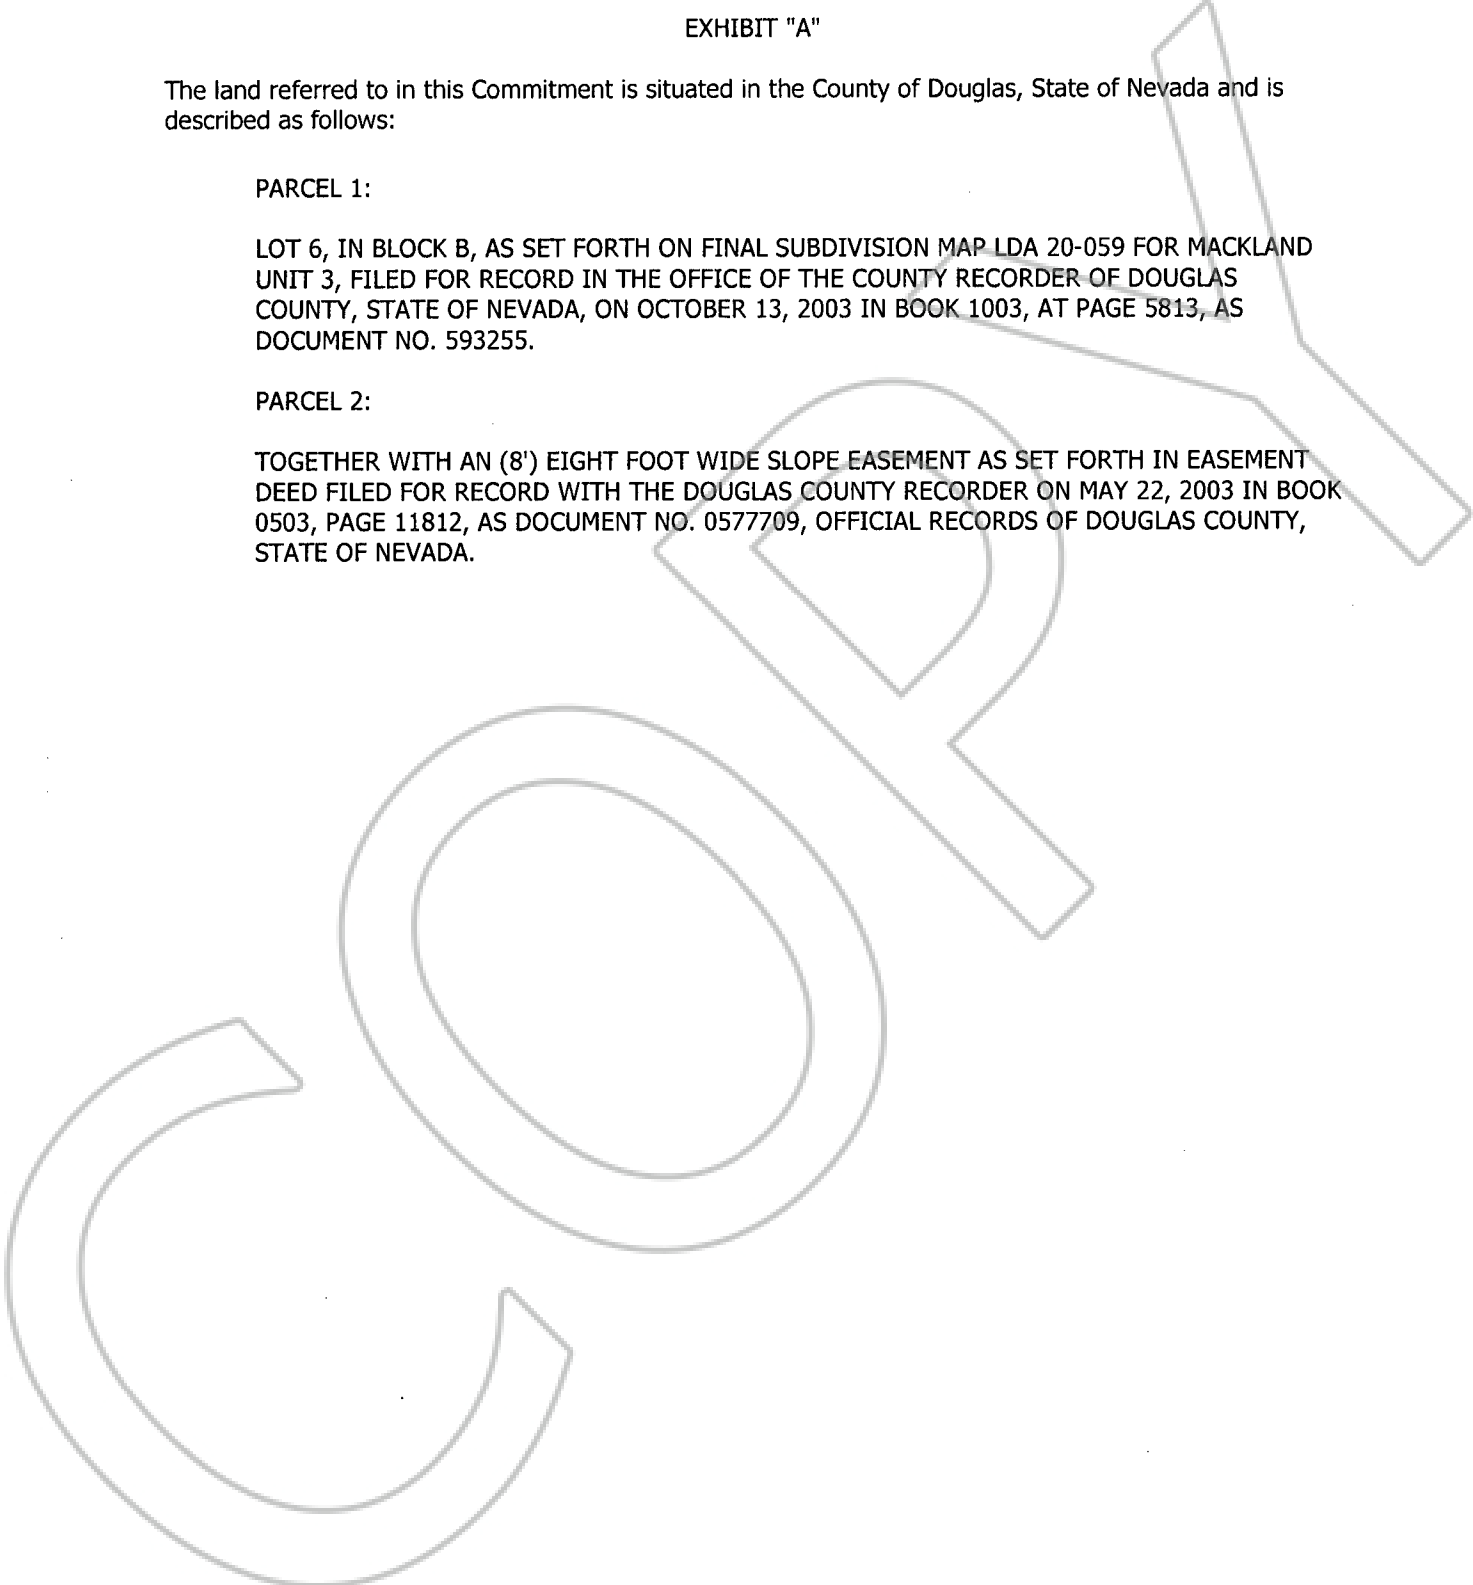 EXHIBIT "A"
The land referred to in this Commitment is situated in the County of Douglas, State of Nevada and is
described as follows:
PARCEL 1:
LOT 6, IN BLOCK B, AS SET FORTH ON FINAL SUBDIVISION MAP LDA 20-059 FOR MACKLAND
UNIT 3, FILED FOR RECORD IN THE OFFICE OF THE COUNTY RECORDER OF DOUGLAS
COUNTY, STATE OF NEVADA, ON OCTOBER 13, 2003 IN BOOK 1003, AT PAGE 5813, AS
DOCUMENT NO. 593255.
PARCEL 2:
TOGETHER WITH AN (8') EIGHT FOOT WIDE SLOPE EASEMENT AS SET FORTH IN EASEMENT
DEED FILED FOR RECORD WITH THE DOUGLAS COUNTY RECORDER ON MAY 22, 2003 IN BOOK
0503, PAGE 11812, AS DOCUMENT NO. 0577709, OFFICIAL RECORDS OF DOUGLAS COUNTY,
STATE OF NEVADA.
COPY